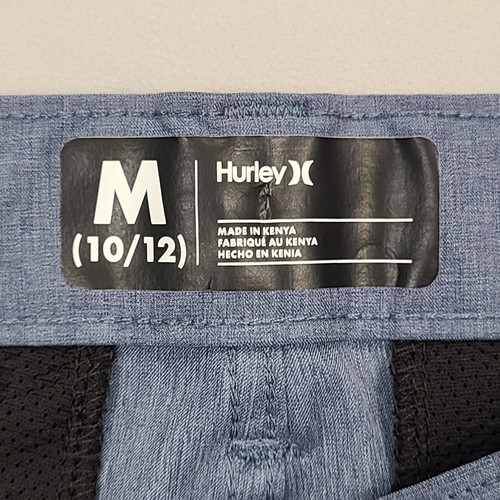 M
(10/12)
Hurley
MADE IN KENYA
FABRIQUÉ AU KENYA
HECHO EN KENIA